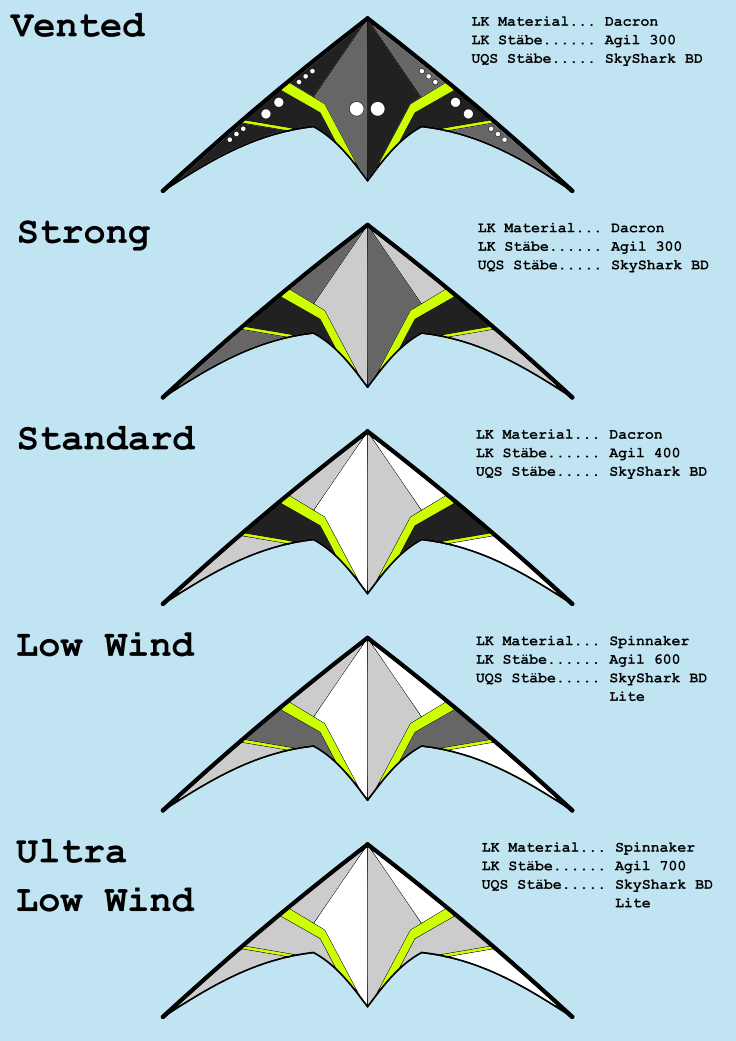 Vented
LK Material... Dacron
LK Stäbe...... Agil 300
UQS Stäbe..... SkyShark BD
Strong
LK Material... Dacron
LK Stäbe...... Agil 300
UQS Stäbe..... SkyShark BD
Standard
LK Material... Dacron
LK Stäbe...... Agil 400
UQS Stäbe..... SkyShark BD
Low Wind
LK Material... Spinnaker
LK Stäbe...... Agil 600
UQS Stäbe..... SkyShark BD
Lite
Ultra
Low Wind
LK Material... Spinnaker
LK Stäbe...... Agil 700
UQS Stäbe..... SkyShark BD
Lite